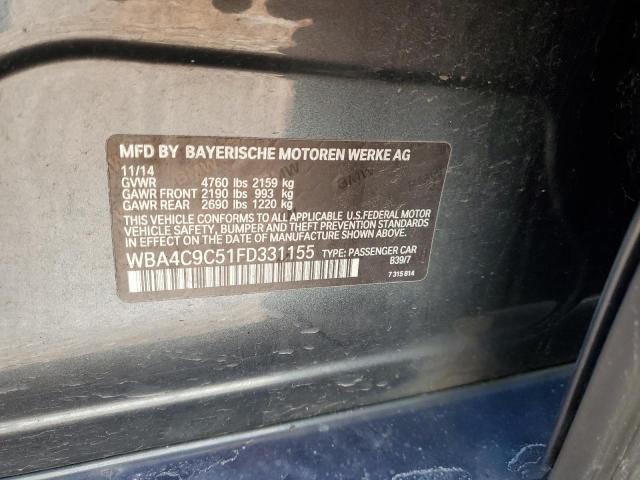 MFD BY BAYERISCHE MOTOREN WERKE AG
11/14
GVWR 4760 lbs 2159 kg
GAWR FRONT 2190 lbs 993 kg
GAWR REAR 2690 lbs 1220 kg
THIS VEHICLE CONFORMS TO ALL APPLICABLE U.S.FEDERAL MOTOR
VEHICLE SAFETY, BUMPER AND THEFT PREVENTION STANDARDS
IN EFFECT ON THE DATE OF MANUFACTURE SHOWN ABOVE.
WBA4C9C51FD331155 TYPE: PASSENGER CAR
839/7
7 315 814